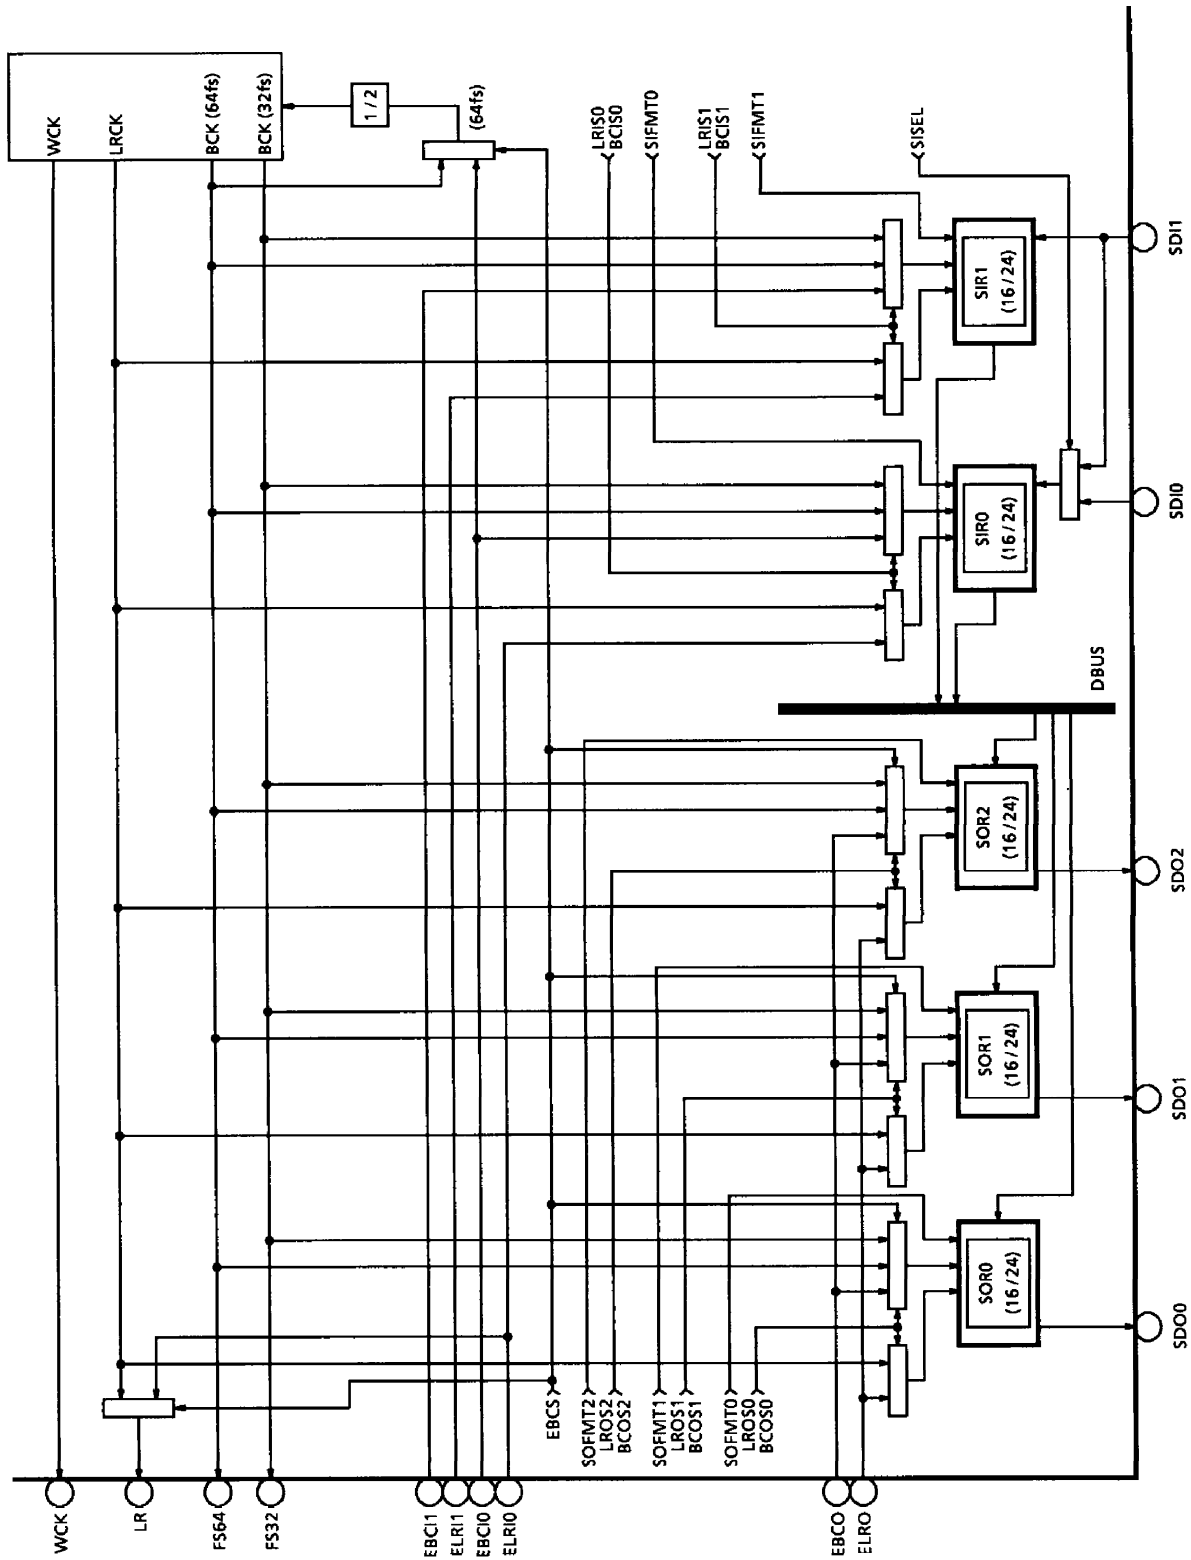 WCK
LRCK
BCK (64fs)
BCK (32fs)
1/2
(64fs)
LRIS0
BCIS0
SIFMT0
LRIS1
BCIS1
SIFMT1
SISEL
SIR1
(16/24)
SDI1
SIR0
(16/24)
SDI0
DBUS
SOR2
(16/24)
SDO2
SOR1
(16/24)
SDO1
SOR0
(16/24)
SDO0
EBCS
SOFMT2
LROS2
BCOS2
SOFMT1
LROS1
BCOS1
SOFMT0
LROS0
BCOS0
WCK
LR
FS64
FS32
EBCI1
ELRI1
EBCI0
ELRI0
EBCO
ELRO